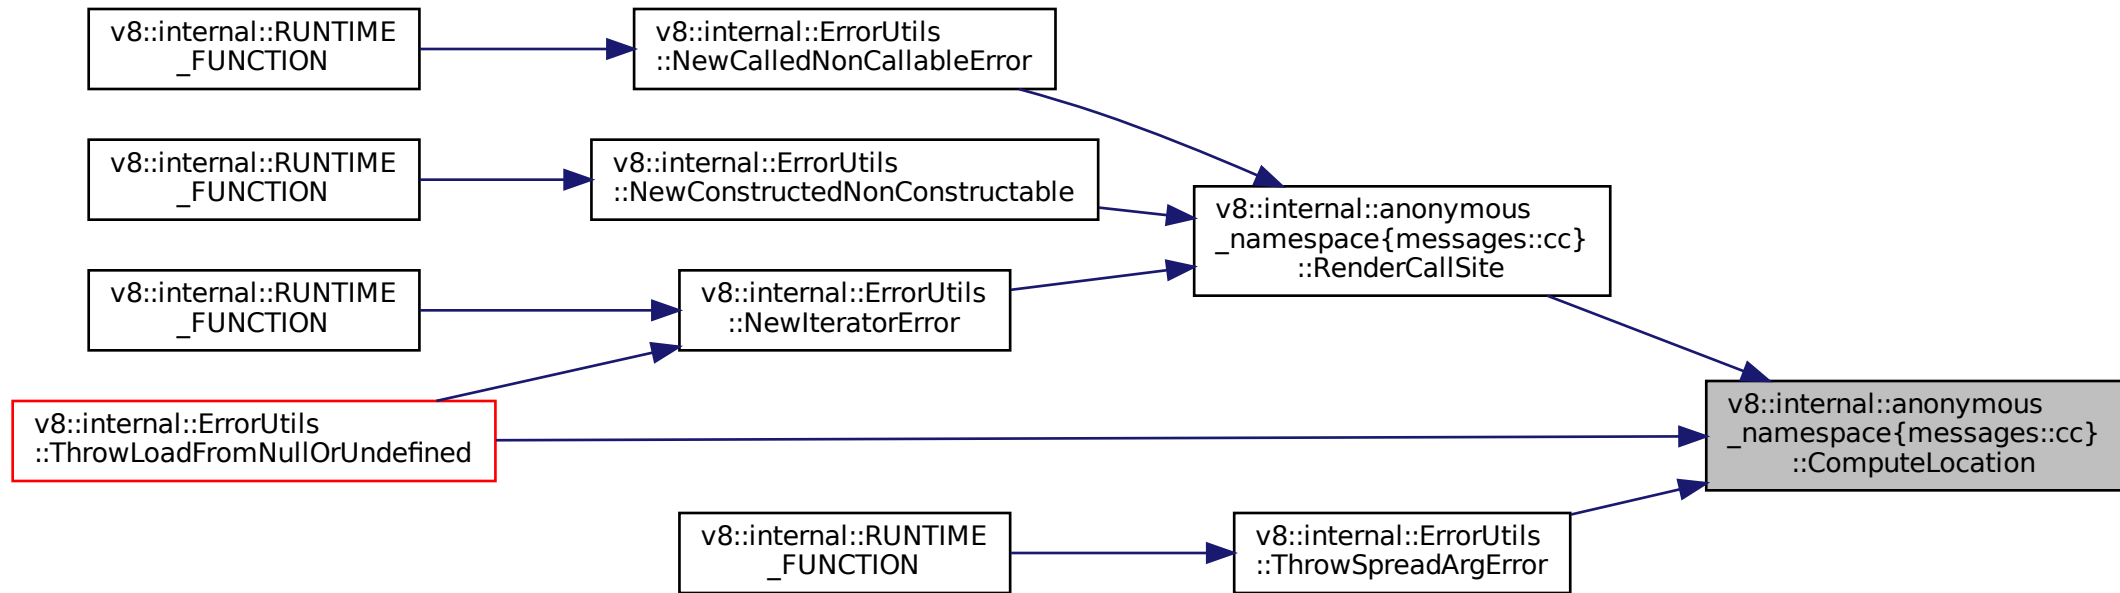 v8::internal::RUNTIME
_FUNCTION
v8::internal::ErrorUtils
::NewCalledNonCallableError
v8::internal::RUNTIME
_FUNCTION
v8::internal::ErrorUtils
::NewConstructedNonConstructable
v8::internal::anonymous
_namespace{messages::cc}
::RenderCallSite
v8::internal::RUNTIME
_FUNCTION
v8::internal::ErrorUtils
::NewIteratorError
v8::internal::ErrorUtils
::ThrowLoadFromNullOrUndefined
v8::internal::anonymous
_namespace{messages::cc}
::ComputeLocation
v8::internal::RUNTIME
_FUNCTION
v8::internal::ErrorUtils
::ThrowSpreadArgError